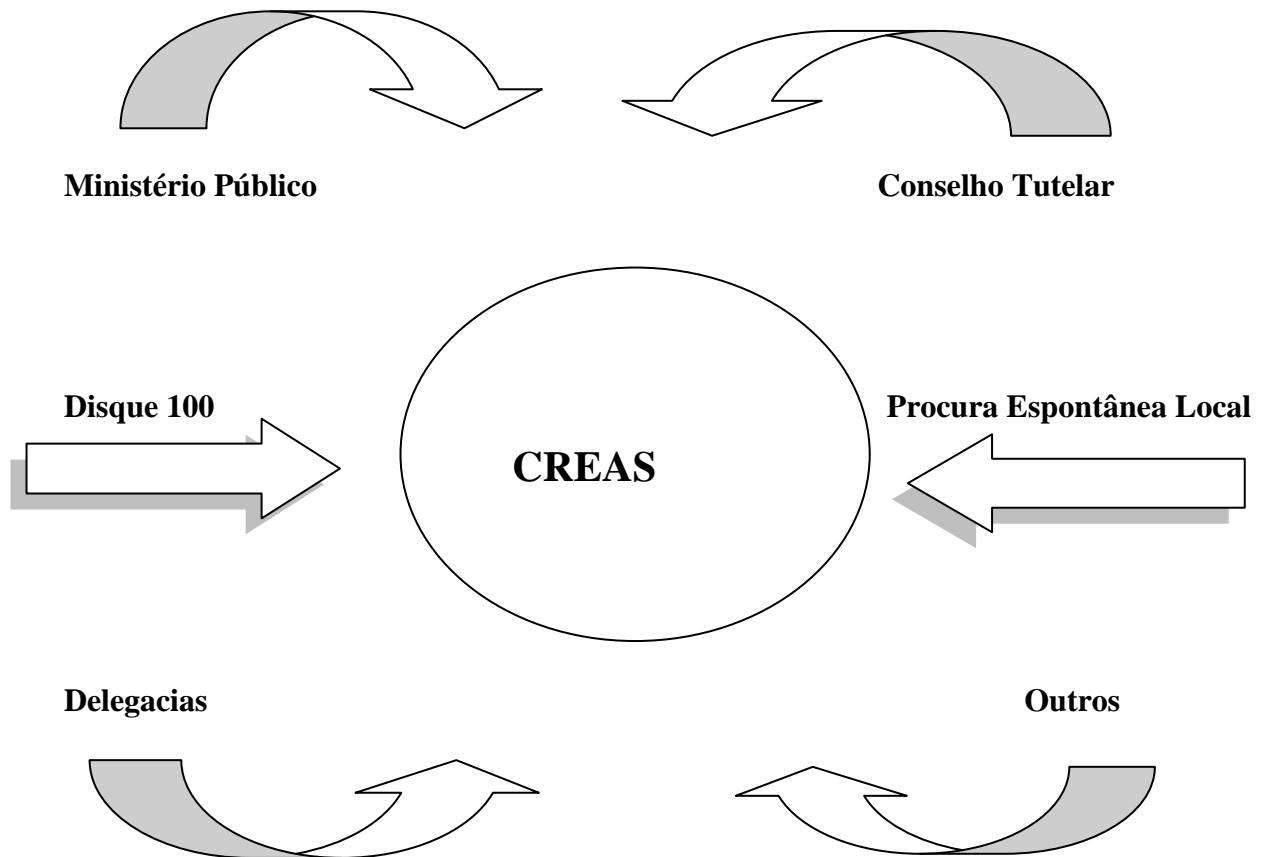 Ministério Público
Conselho Tutelar
Disque 100
Procura Espontânea Local
CREAS
Delegacias
Outros